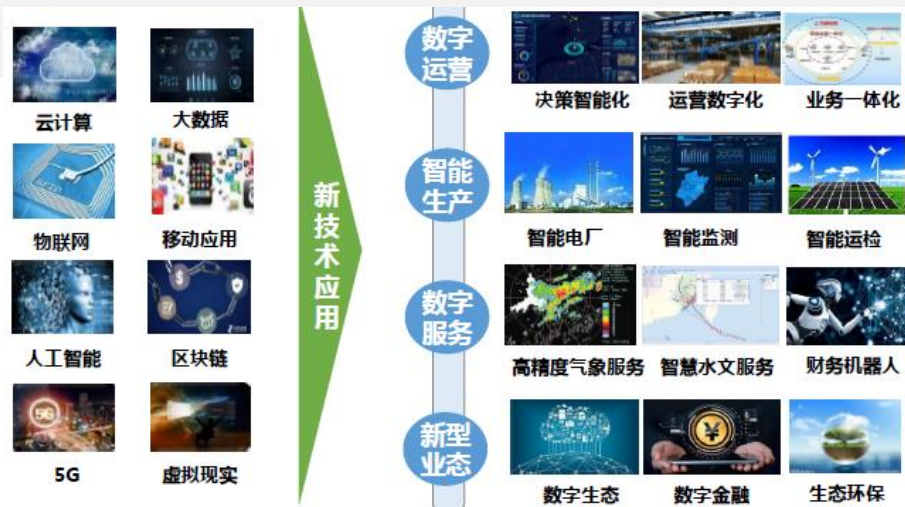 云计算
大数据
物联网
移动应用
人工智能
区块链
5G
5G
虚拟现实
新技术应用
数字
运营
决策智能化
运营数字化
业务一体化
智能
生产
智能电厂
智能监测
智能运检
数字
服务
高精度气象服务
智慧水文服务
财务机器人
新型
业态
数字生态
数字金融
生态环保